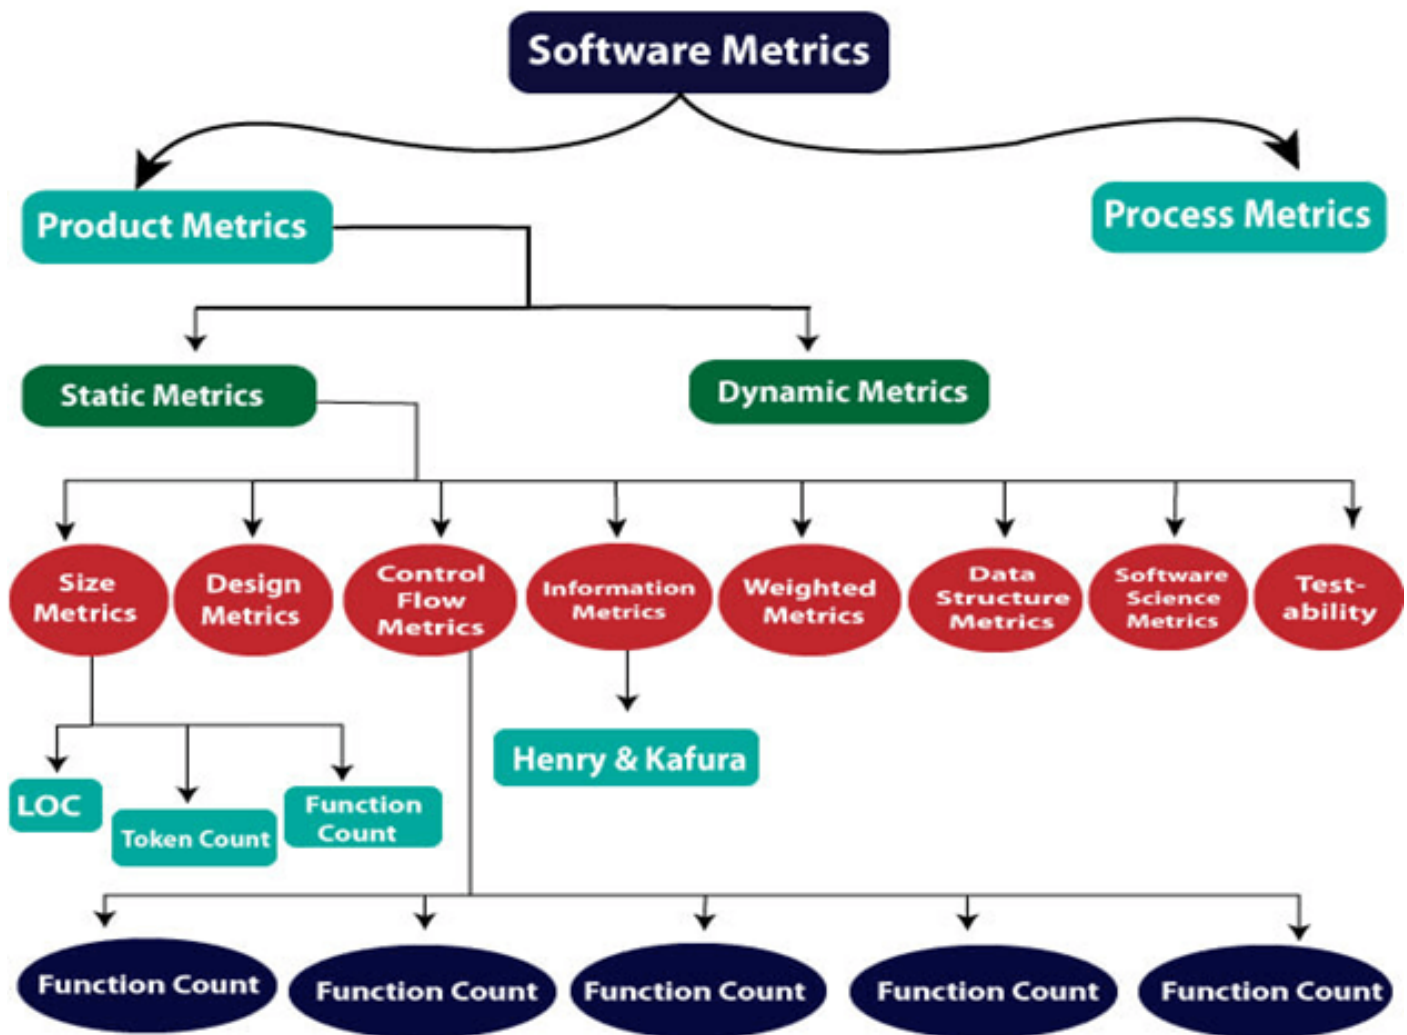 Software Metrics
Product Metrics
Process Metrics
Static Metrics
Dynamic Metrics
Size
Metrics
Design
Metrics
Control
Flow
Metrics
Information
Metrics
Weighted
Metrics
Data
Structure
Metrics
Software
Science
Metrics
Test-
ability
LOC
Token Count
Function
Count
Henry & Kafura
Function Count
Function Count
Function Count
Function Count
Function Count